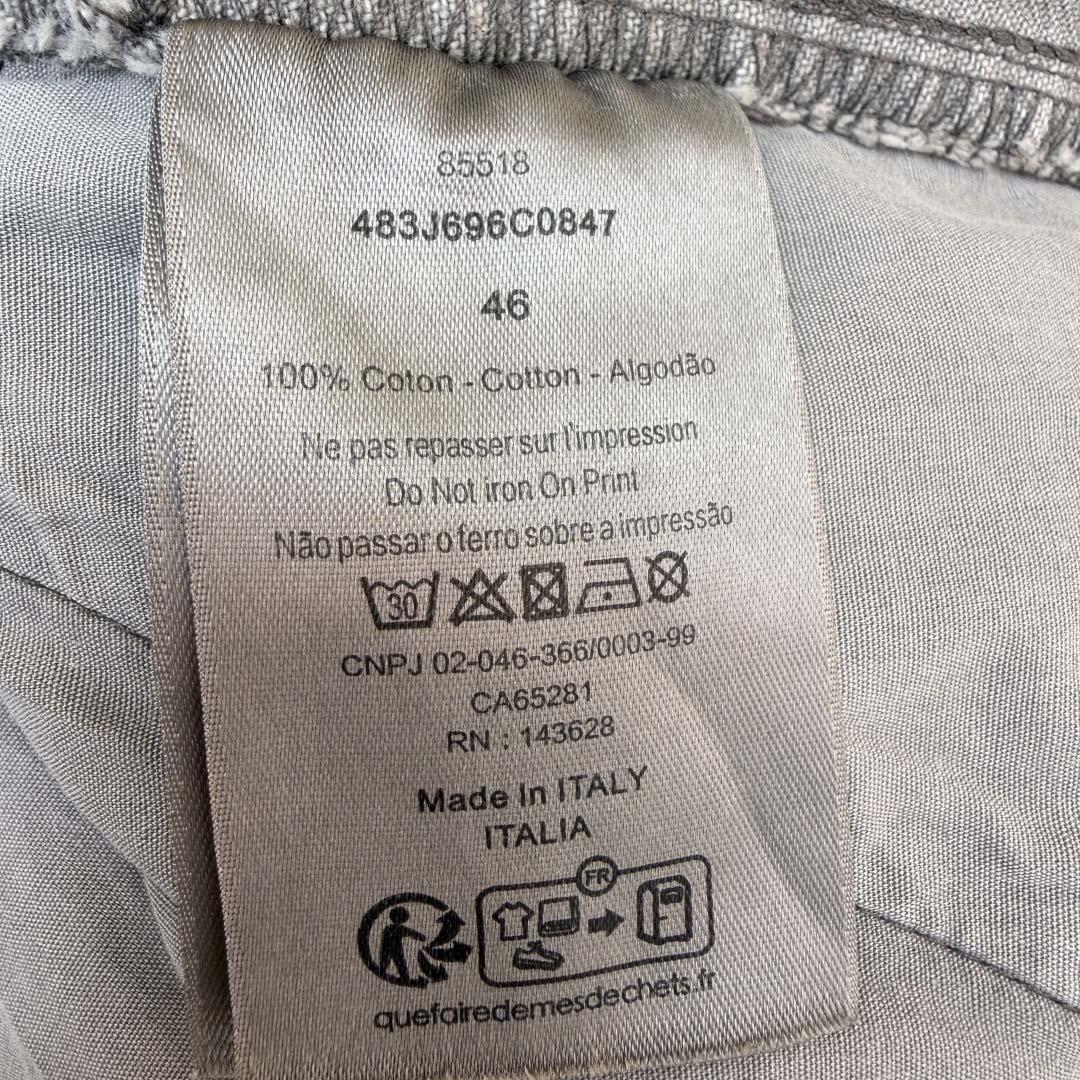 85518
483J696C0847
46
100% Coton - Cotton - Algodão
Ne pas repasser sur l'impression
Do Not iron On Print
Não passar o ferro sobre a impressão
30
CNPJ 02-046-366/0003-99
CA65281
RN : 143628
Made In ITALY
ITALIA
FR
quefairedemesdechets.fr